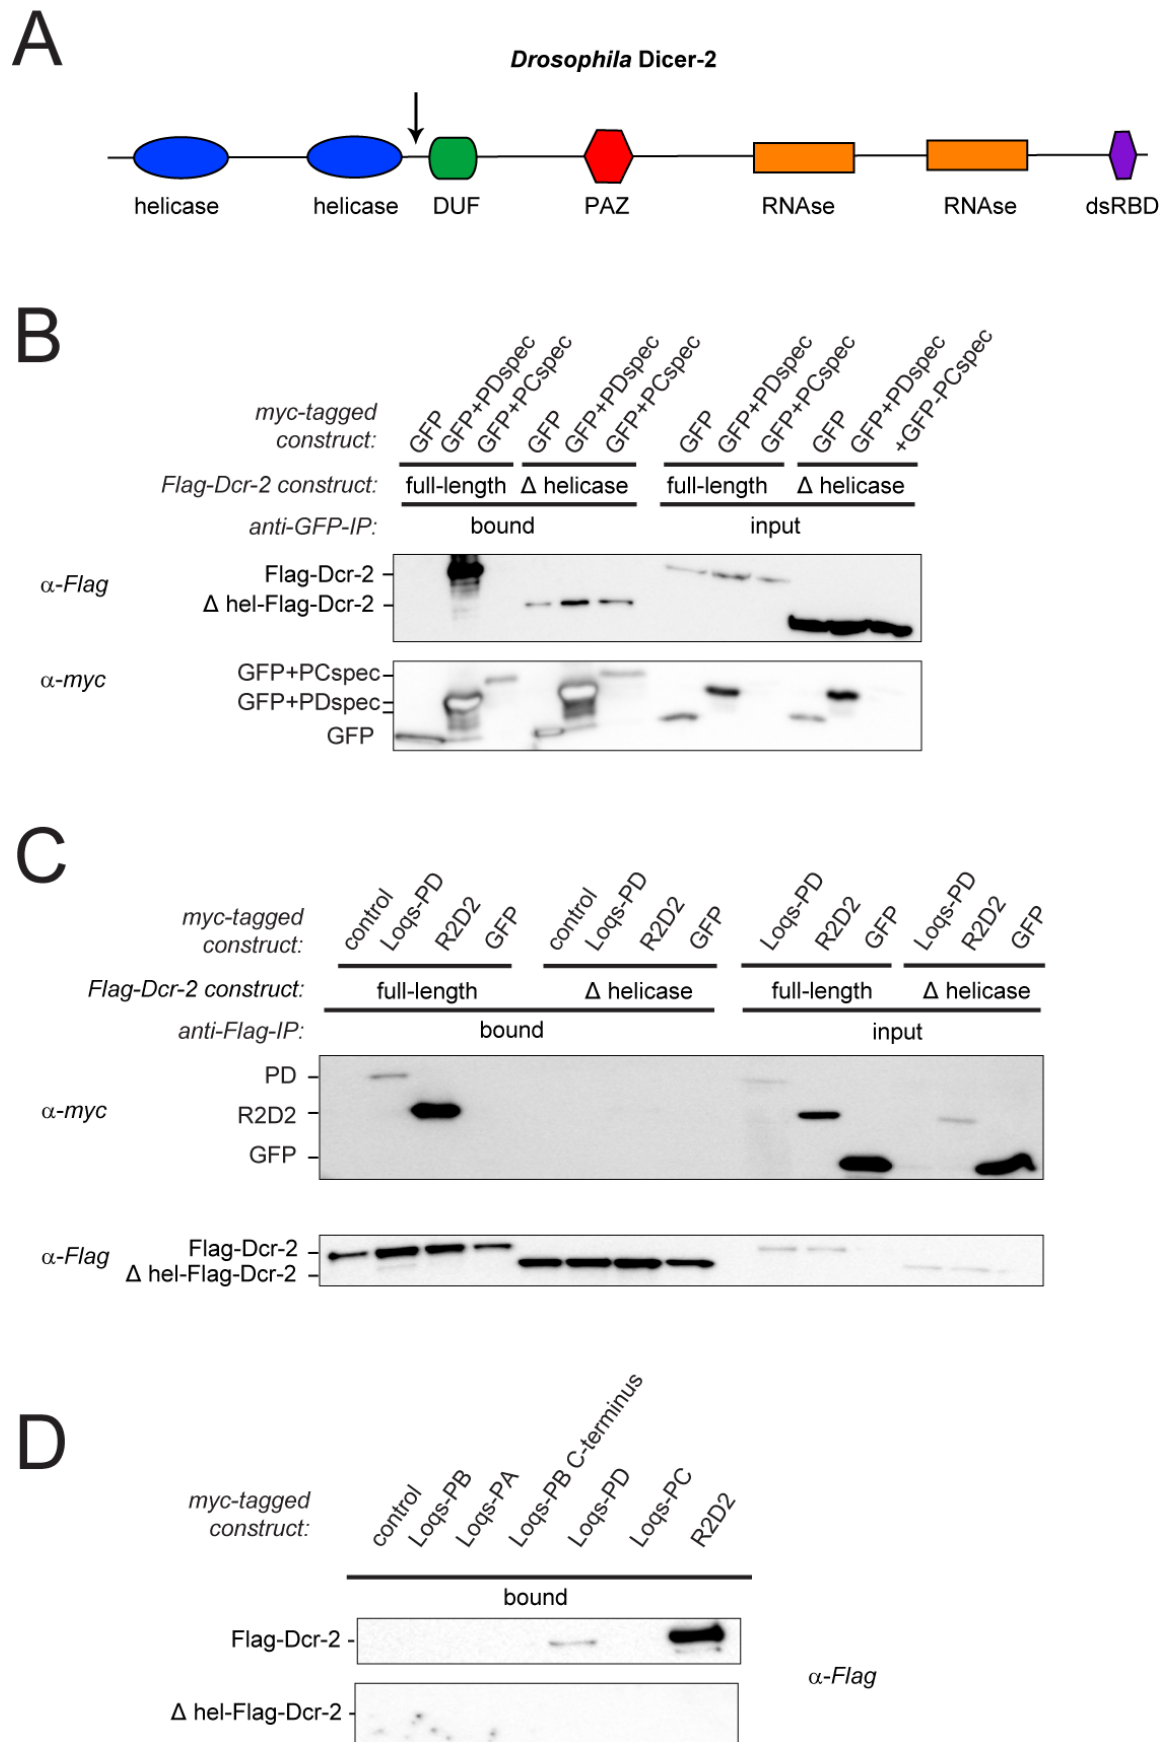 A
Drosophila Dicer-2
helicase helicase DUF PAZ RNAse RNAse dsRBD
B
myc-tagged construct:
GFP GFP+PDspec GFP+PCspec GFP GFP+PDspec GFP+PCspec GFP GFP+PDspec GFP+PCspec GFP GFP+PDspec +GFP-PCspec
Flag-Dcr-2 construct: full-length Δ helicase full-length Δ helicase
anti-GFP-IP: bound input
α-Flag
Flag-Dcr-2
Δ hel-Flag-Dcr-2
α-myc
GFP+PCspec
GFP+PDspec
GFP
C
myc-tagged construct:
control Loqs-PD R2D2 GFP control Loqs-PD R2D2 GFP Loqs-PD R2D2 GFP Loqs-PD R2D2 GFP
Flag-Dcr-2 construct: full-length Δ helicase full-length Δ helicase
anti-Flag-IP: bound input
α-myc
PD
R2D2
GFP
α-Flag
Flag-Dcr-2
Δ hel-Flag-Dcr-2
D
myc-tagged construct:
control Loqs-PB Loqs-PA Loqs-PB C-terminus Loqs-PD Loqs-PC R2D2
bound
Flag-Dcr-2
α-Flag
Δ hel-Flag-Dcr-2